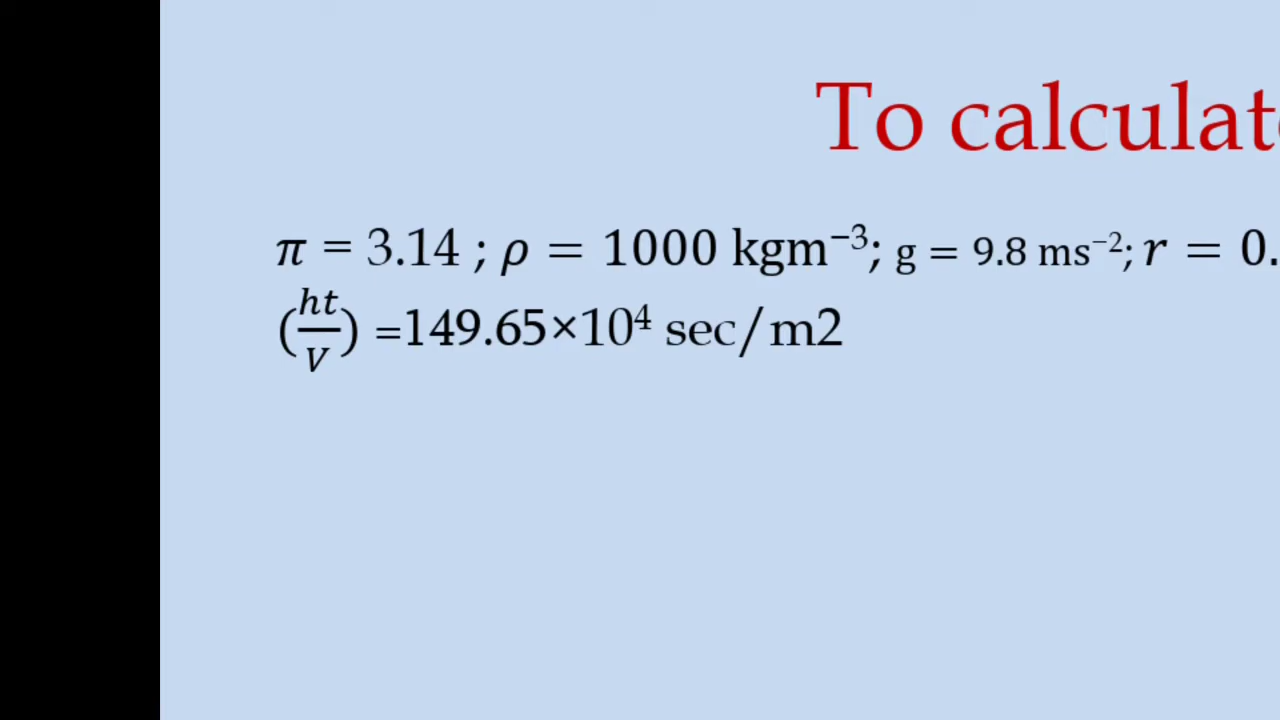 To calculat
π = 3.14 ; ρ = 1000 kgm⁻³; g = 9.8 ms⁻²; r = 0.
(ht/V) =149.65×10⁴ sec/m2